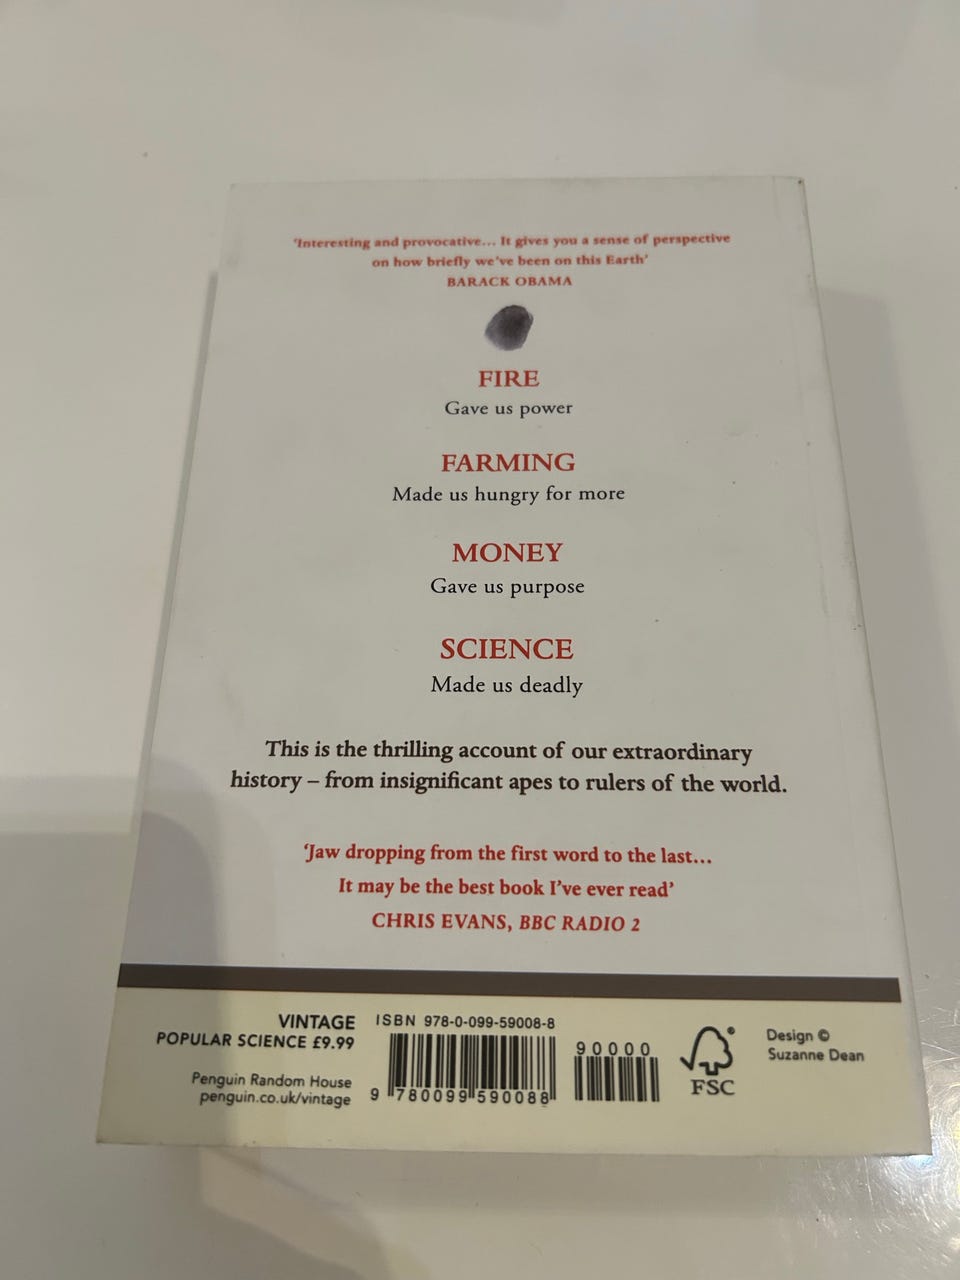 ‘Interesting and provocative... It gives you a sense of perspective
on how briefly we’ve been on this Earth’
BARACK OBAMA
FIRE
Gave us power
FARMING
Made us hungry for more
MONEY
Gave us purpose
SCIENCE
Made us deadly
This is the thrilling account of our extraordinary
history – from insignificant apes to rulers of the world.
‘Jaw dropping from the first word to the last...
It may be the best book I’ve ever read’
CHRIS EVANS, BBC RADIO 2
VINTAGE
POPULAR SCIENCE £9.99
Penguin Random House
penguin.co.uk/vintage
ISBN 978-0-099-59008-8
9 780099 590088
90000
FSC
Design ©
Suzanne Dean